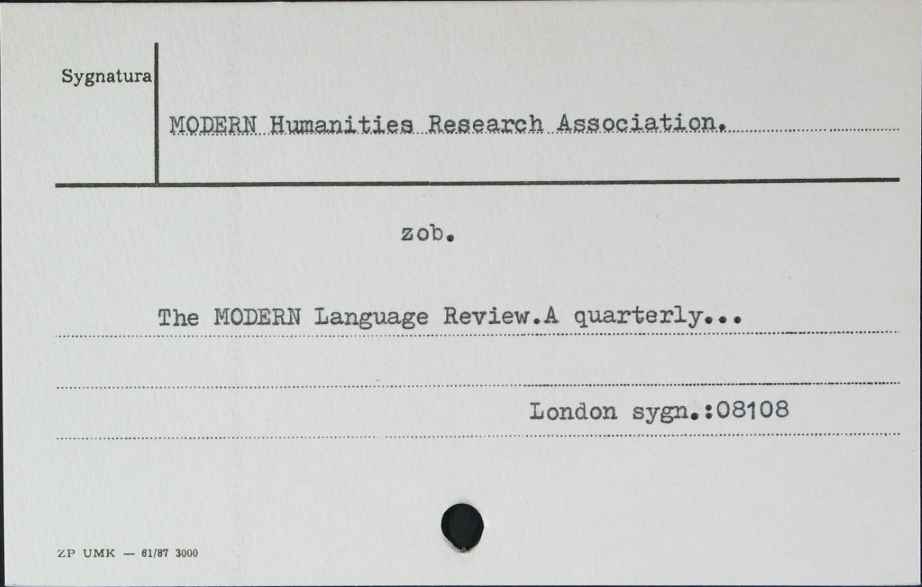 Sygnatura
MODERN Humanities Research Association.
zob.
The MODERN Language Review.A quarterly...
London sygn.:08108
ZP UMK — 61/87 3000